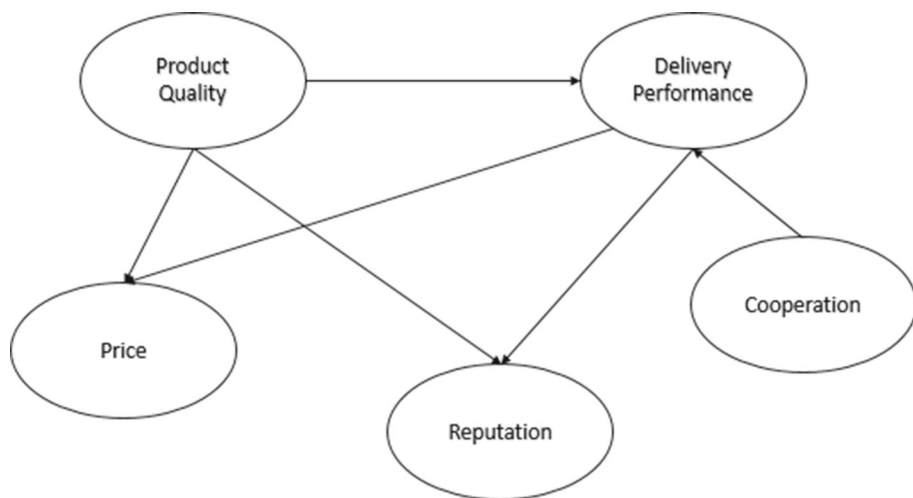 Product
Quality
Delivery
Performance
Price
Cooperation
Reputation